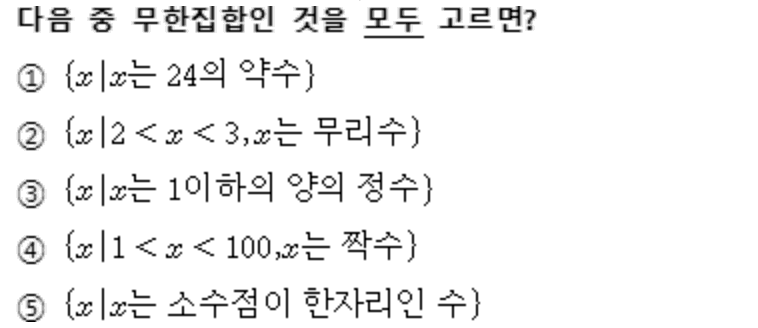 다음 중 무한집합인 것을 모두 고르면?
① {x|x는 24의 약수}
② {x|2 < x < 3,x는 무리수}
③ {x|x는 1이하의 양의 정수}
④ {x|1 < x < 100,x는 짝수}
⑤ {x|x는 소수점이 한자리인 수}